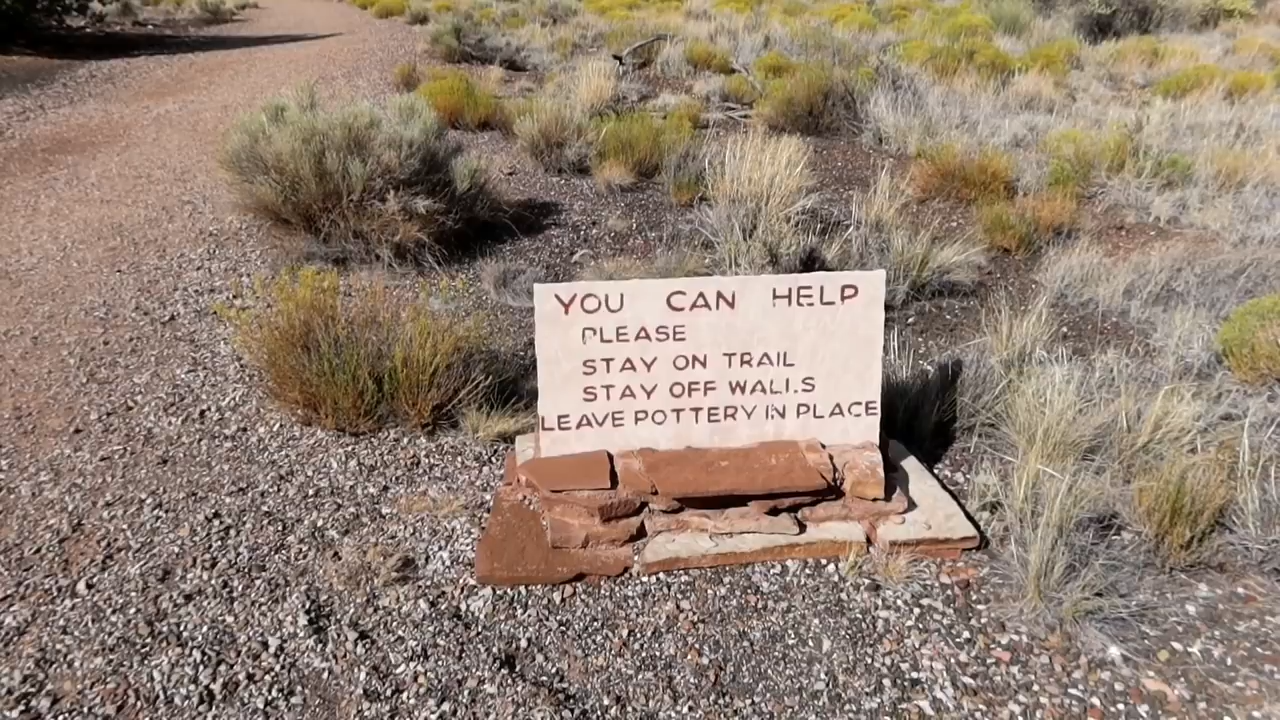 YOU CAN HELP
PLEASE
STAY ON TRAIL
STAY OFF WALLS
LEAVE POTTERY IN PLACE